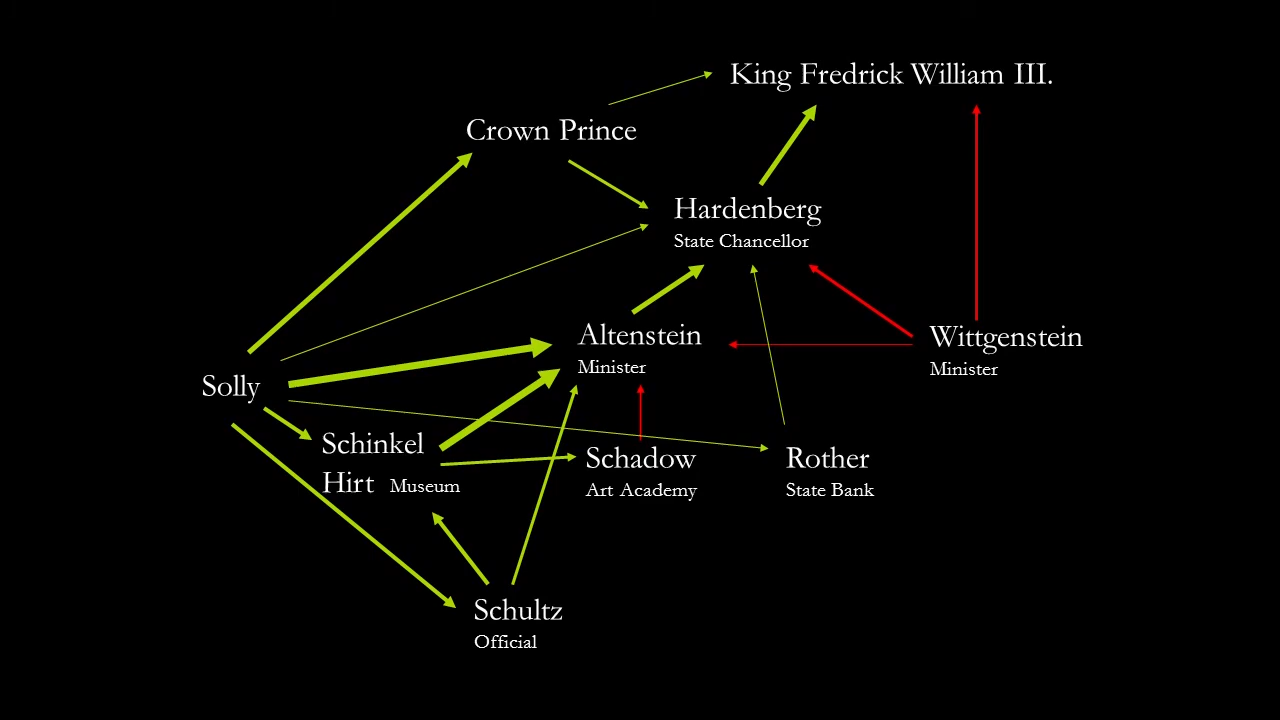 King Fredrick William III.
Crown Prince
Hardenberg
State Chancellor
Altenstein
Minister
Wittgenstein
Minister
Solly
Schinkel
Hirt Museum
Schadow
Art Academy
Rother
State Bank
Schultz
Official